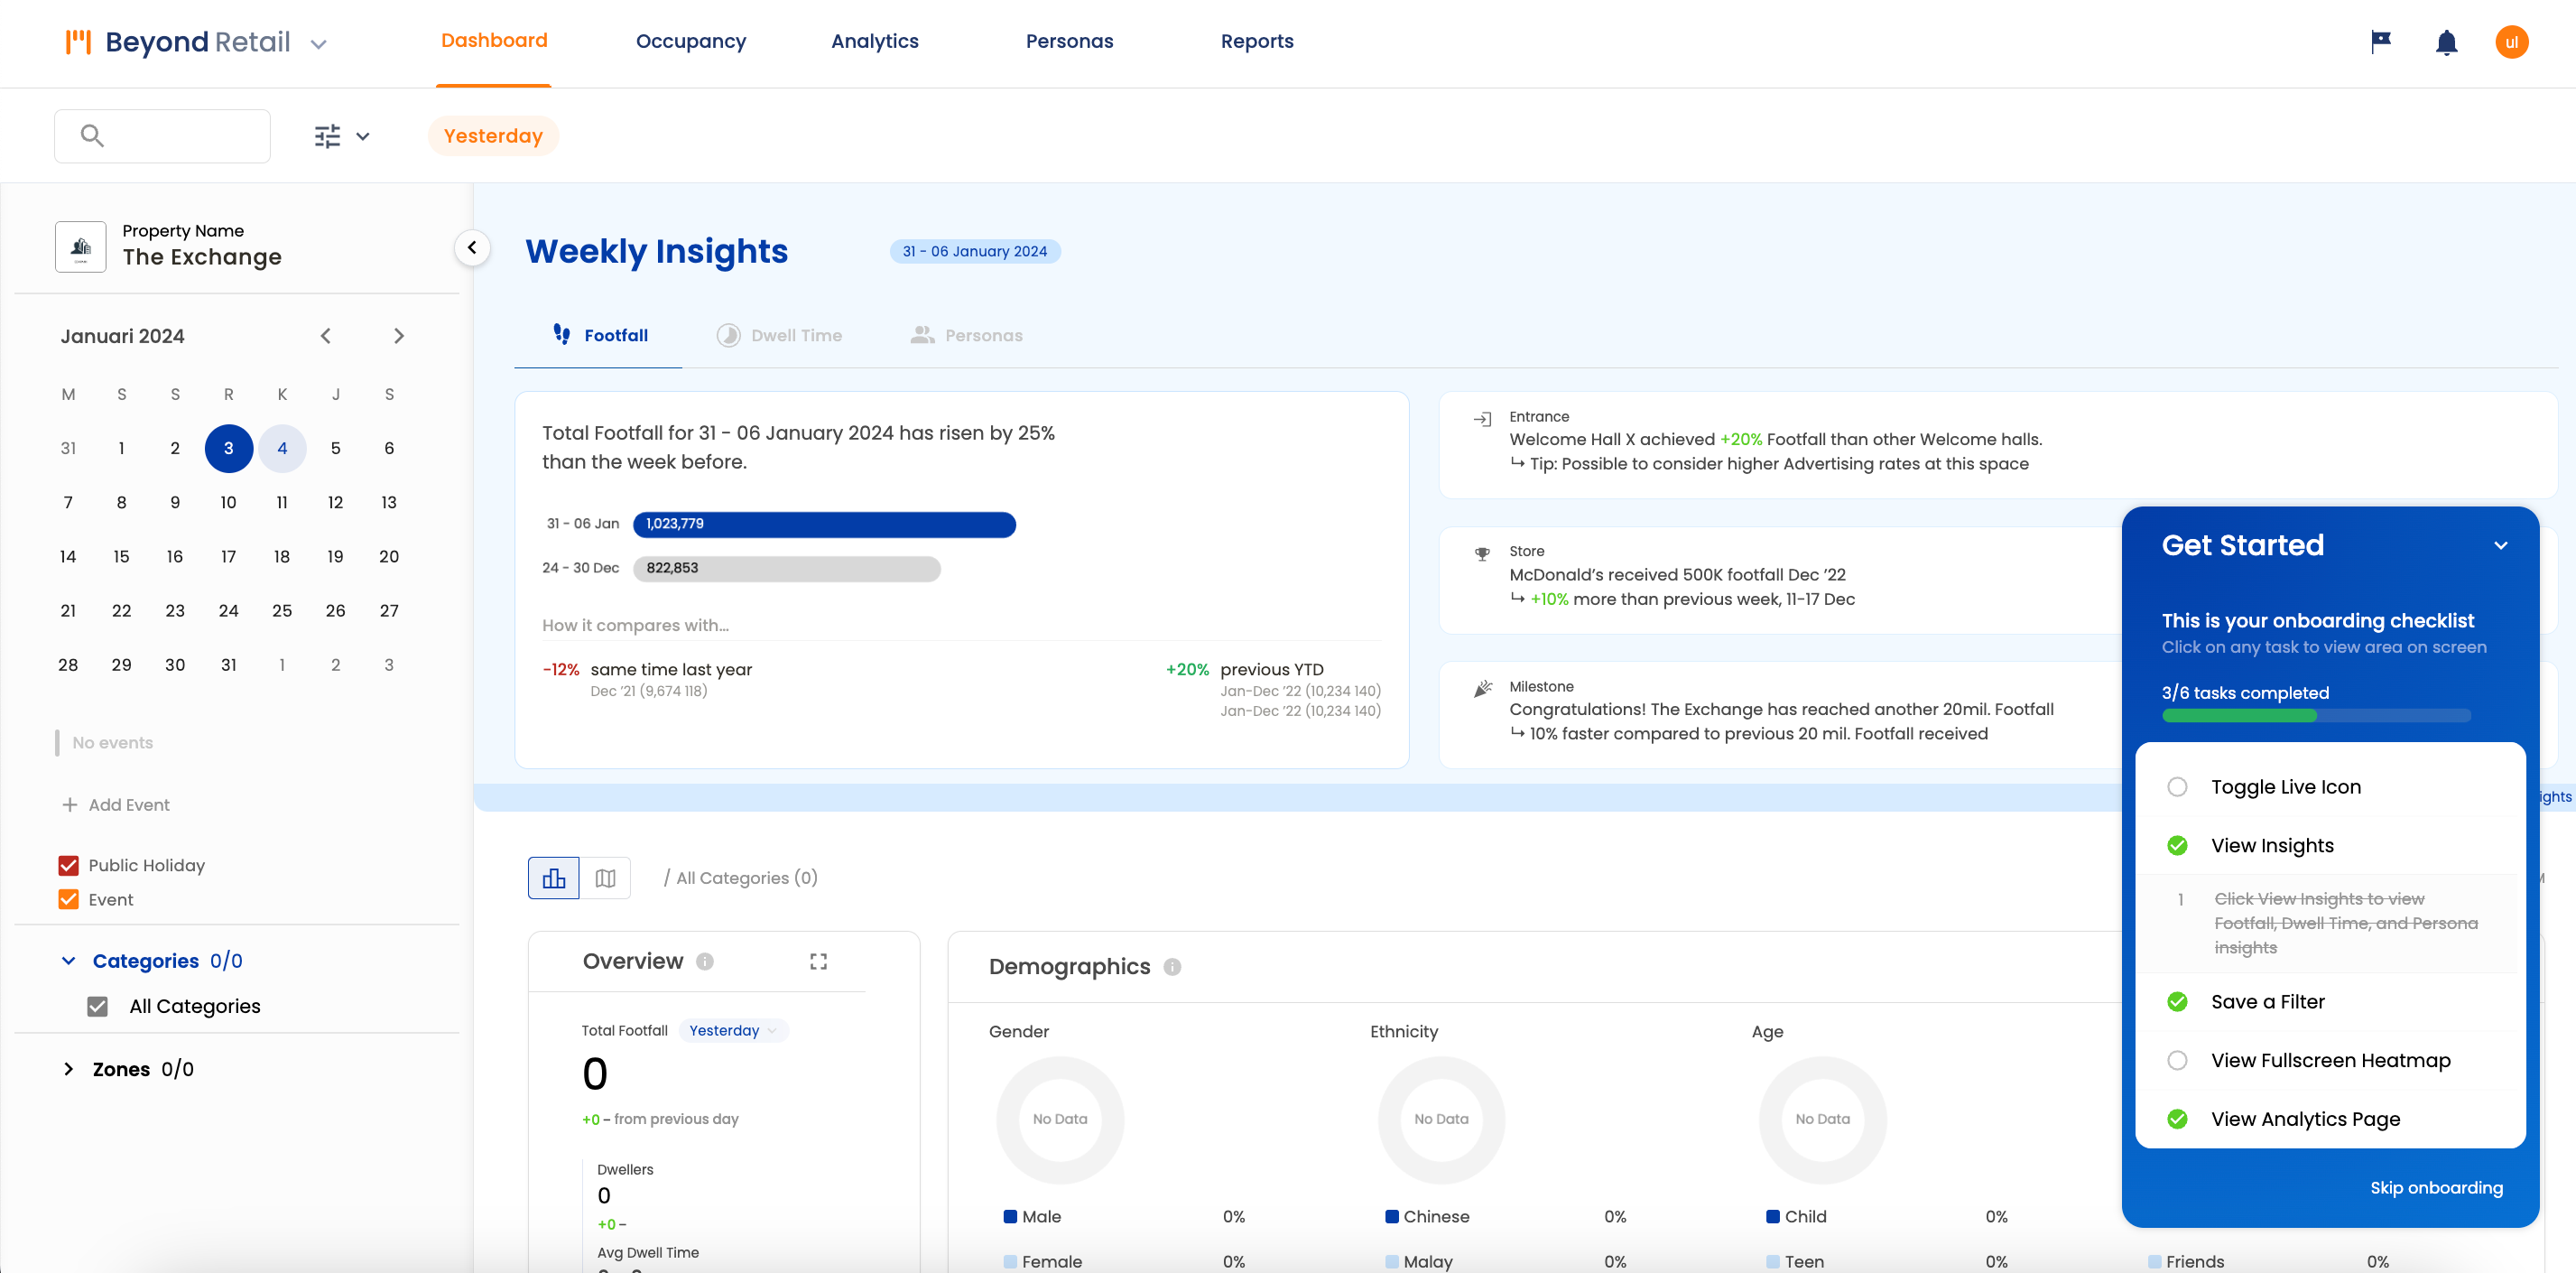 Beyond Retail
Dashboard
Occupancy
Analytics
Personas
Reports
ul
Yesterday
Property Name
The Exchange
Januari 2024
M S S R K J S
31 1 2 3 4 5 6
7 8 9 10 11 12 13
14 15 16 17 18 19 20
21 22 23 24 25 26 27
28 29 30 31 1 2 3
No events
+ Add Event
Public Holiday
Event
Categories 0/0
All Categories
Zones 0/0
Weekly Insights
31 - 06 January 2024
Footfall
Dwell Time
Personas
Total Footfall for 31 - 06 January 2024 has risen by 25%
than the week before.
31 - 06 Jan 1,023,779
24 - 30 Dec 822,853
How it compares with...
-12% same time last year
Dec ’21 (9,674 118)
+20% previous YTD
Jan-Dec ’22 (10,234 140)
Jan-Dec ’22 (10,234 140)
Entrance
Welcome Hall X achieved +20% Footfall than other Welcome halls.
↪ Tip: Possible to consider higher Advertising rates at this space
Store
McDonald’s received 500K footfall Dec ’22
↪ +10% more than previous week, 11-17 Dec
Milestone
Congratulations! The Exchange has reached another 20mil. Footfall
↪ 10% faster compared to previous 20 mil. Footfall received
/ All Categories (0)
Overview
Total Footfall Yesterday
0
+0 - from previous day
Dwellers
0
+0 -
Avg Dwell Time
Demographics
Gender
No Data
Male 0%
Female 0%
Ethnicity
No Data
Chinese 0%
Malay 0%
Age
No Data
Child 0%
Teen 0%
Friends 0%
Get Started
This is your onboarding checklist
Click on any task to view area on screen
3/6 tasks completed
Toggle Live Icon
View Insights
1 Click View Insights to view
Footfall, Dwell Time, and Persona
insights
Save a Filter
View Fullscreen Heatmap
View Analytics Page
Skip onboarding